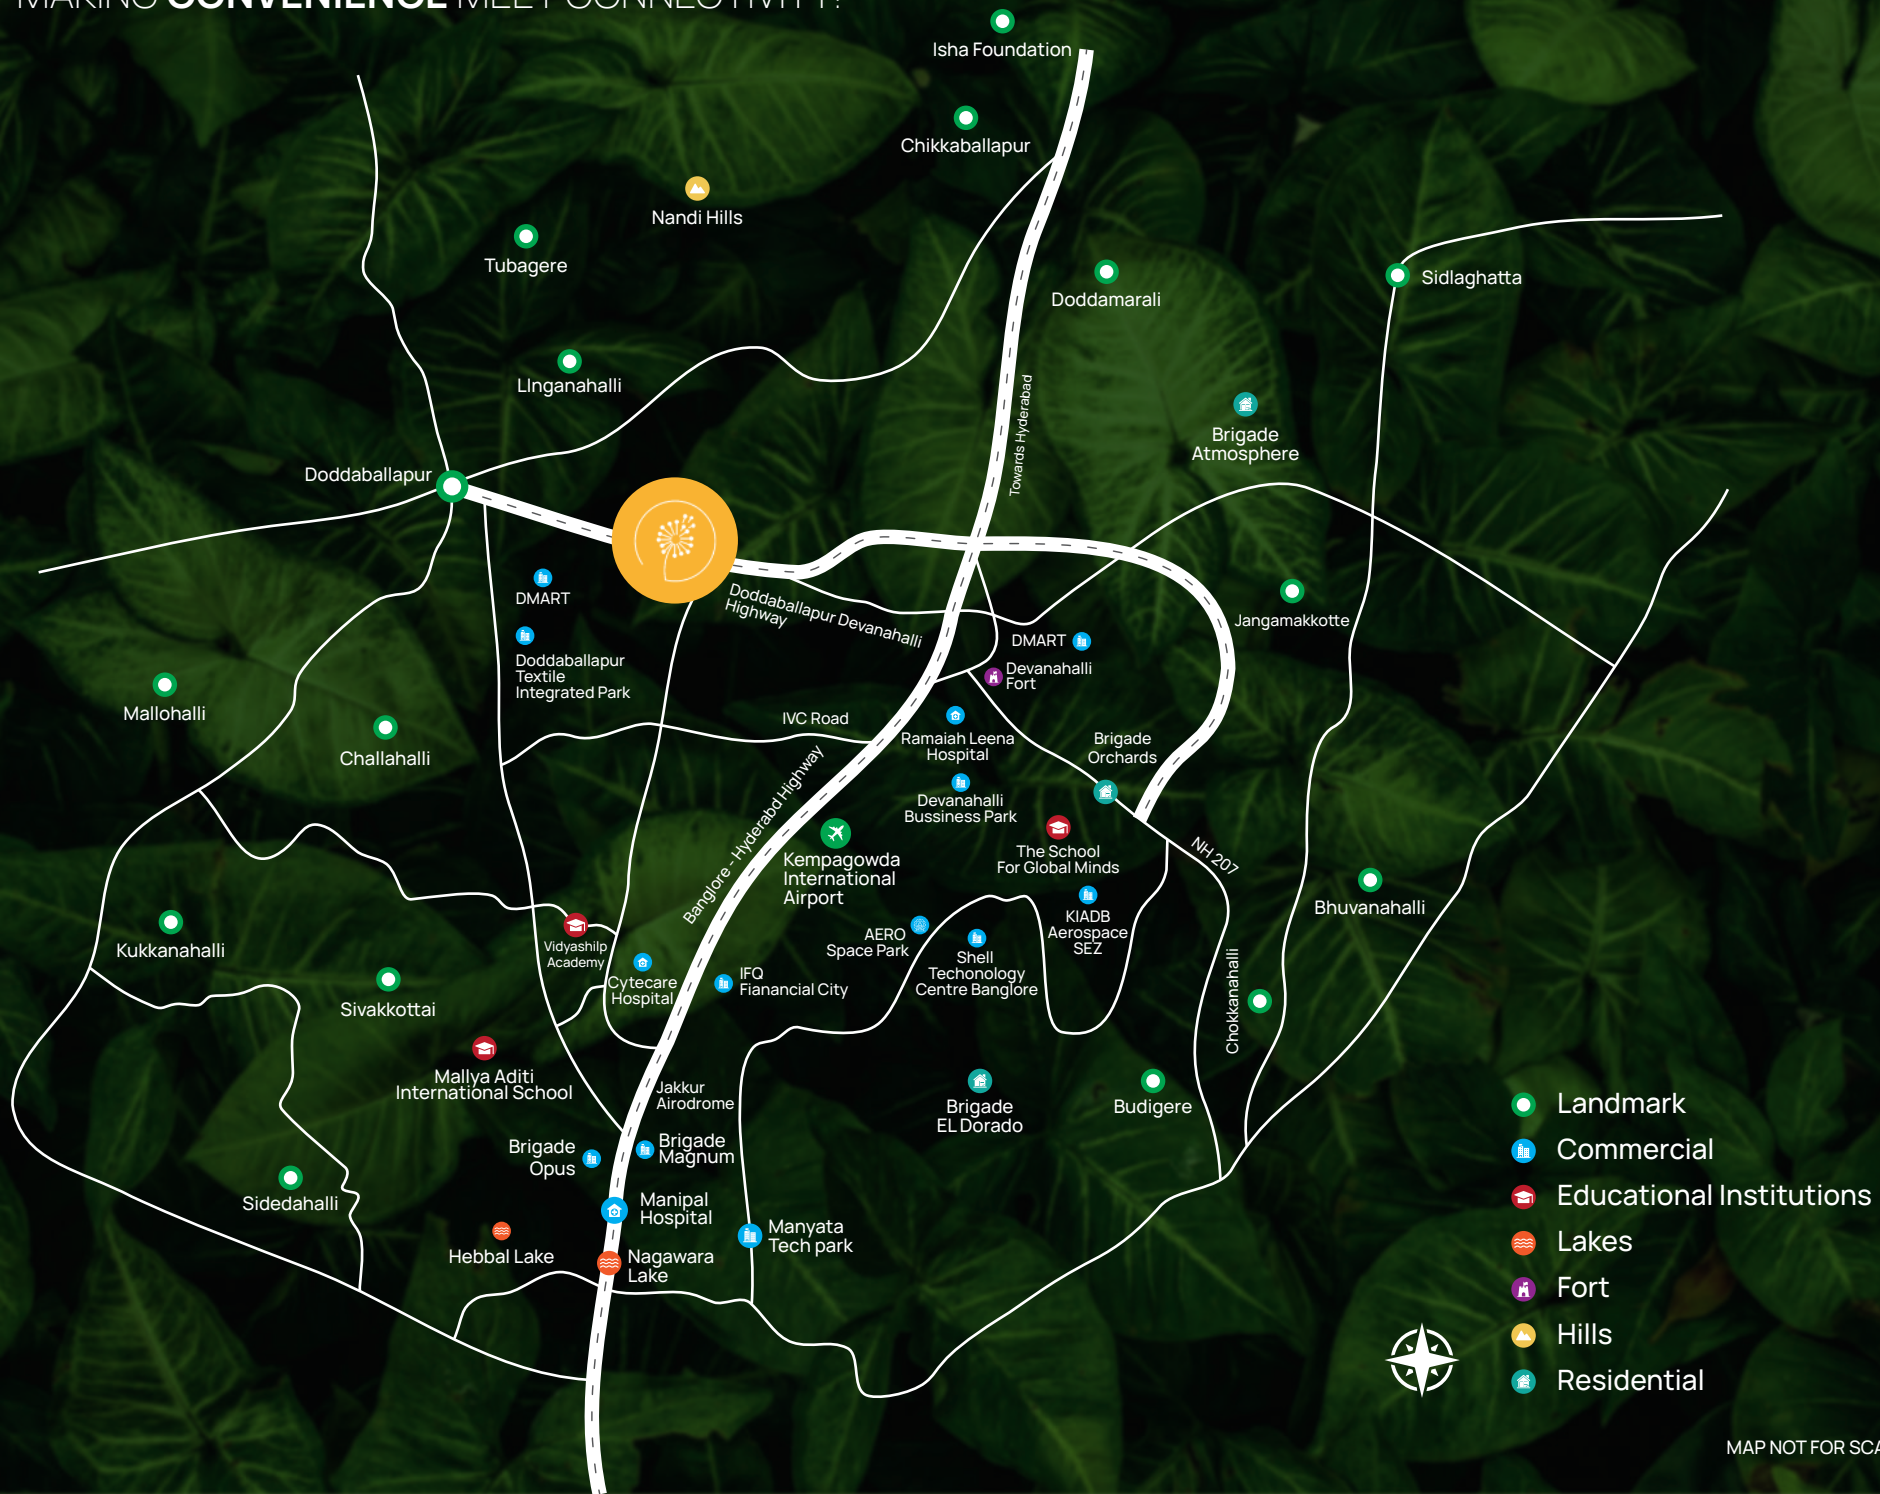 MAKING CONVENIENCE MEET CONNECTIVITY!
Isha Foundation
Chikkaballapur
Nandi Hills
Tubagere
Doddamarali
Sidlaghatta
LInganahalli
Towards Hyderabad
Brigade
Atmosphere
Doddaballapur
DMART
Doddaballapur Devanahalli
Highway
Jangamakkotte
DMART
Doddaballapur
Textile
Integrated Park
Devanahalli
Fort
Mallohalli
Challahalli
IVC Road
Ramaiah Leena
Hospital
Brigade
Orchards
Banglore - Hyderabd Highway
Devanahalli
Bussiness Park
Kempagowda
International
Airport
The School
For Global Minds
NH 207
Bhuvanahalli
KIADB
Aerospace
SEZ
Kukkanahalli
Vidyashilp
Academy
AERO
Space Park
Shell
Techonology
Centre Banglore
Cytecare
Hospital
IFQ
Fianancial City
Sivakkottai
Chokkanahalli
Mallya Aditi
International School
Jakkur
Airodrome
Brigade
EL Dorado
Budigere
Brigade
Opus
Brigade
Magnum
Sidedahalli
Manipal
Hospital
Hebbal Lake
Nagawara
Lake
Manyata
Tech park
Landmark
Commercial
Educational Institutions
Lakes
Fort
Hills
Residential
MAP NOT FOR SCA